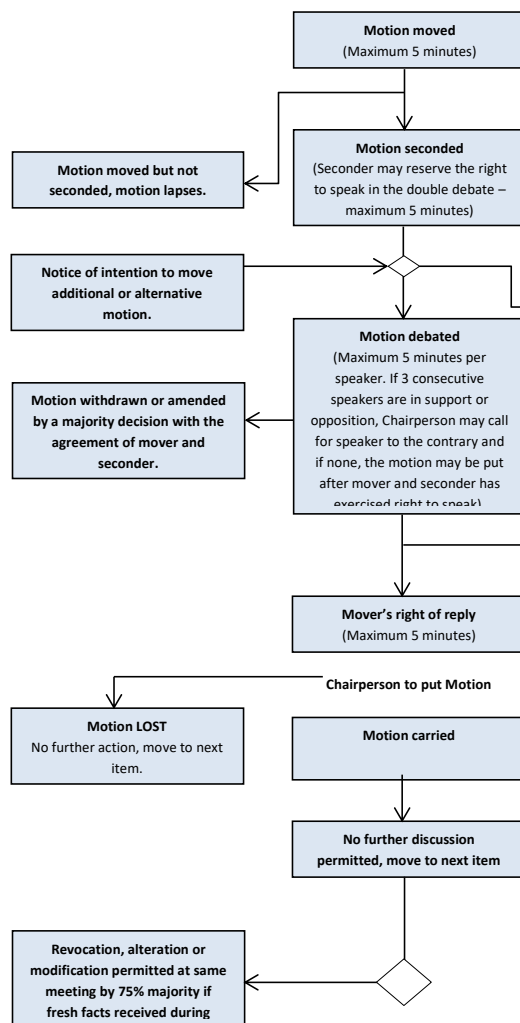 Motion moved
(Maximum 5 minutes)
Motion seconded
(Seconder may reserve the right
to speak in the double debate –
maximum 5 minutes)
Motion moved but not
seconded, motion lapses.
Notice of intention to move
additional or alternative
motion.
Motion debated
(Maximum 5 minutes per
speaker. If 3 consecutive
speakers are in support or
opposition, Chairperson may call
for speaker to the contrary and
if none, the motion may be put
after mover and seconder has
exercised right to speak)
Motion withdrawn or amended
by a majority decision with the
agreement of mover and
seconder.
Mover’s right of reply
(Maximum 5 minutes)
Chairperson to put Motion
Motion LOST
No further action, move to next
item.
Motion carried
No further discussion
permitted, move to next item
Revocation, alteration or
modification permitted at same
meeting by 75% majority if
fresh facts received during